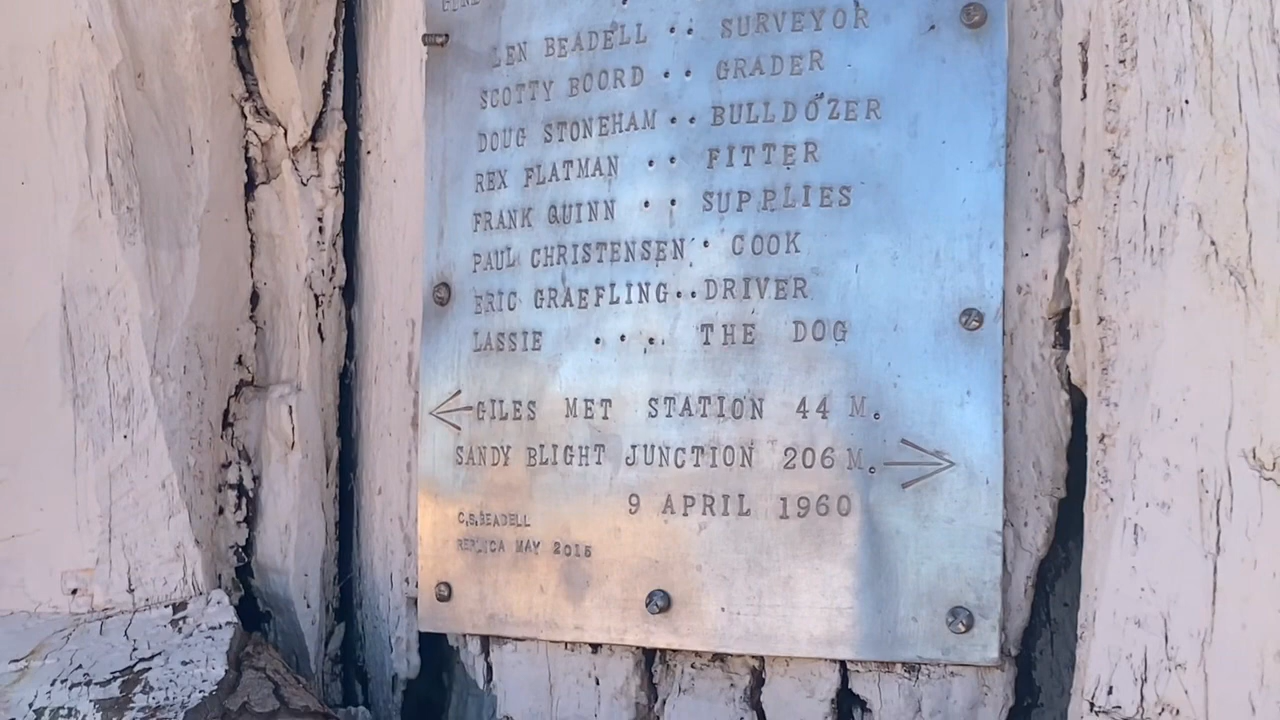 LEN BEADELL .. SURVEYOR
SCOTTY BOORD .. GRADER
DOUG STONEHAM .. BULLDOZER
REX FLATMAN .. FITTER
FRANK QUINN .. SUPPLIES
PAUL CHRISTENSEN . COOK
ERIC GRAEFLING .. DRIVER
LASSIE .... THE DOG
← GILES MET STATION 44 M.
SANDY BLIGHT JUNCTION 206 M. →
9 APRIL 1960
C.S. BEADELL
REPLICA MAY 2015